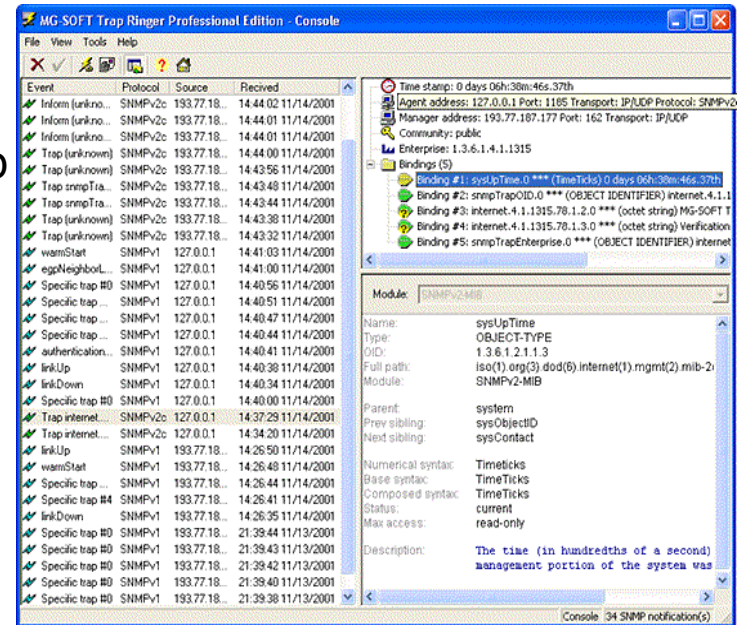 MG-SOFT Trap Ringer Professional Edition - Console
File View Tools Help
Event Protocol Source Recived
Inform (unkno... SNMPv2c 193.77.18... 14:44:02 11/14/2001
Inform (unkno... SNMPv2c 193.77.18... 14:44:01 11/14/2001
Inform (unkno... SNMPv2c 193.77.18... 14:44:01 11/14/2001
Trap (unknown) SNMPv2c 193.77.18... 14:44:00 11/14/2001
Trap (unknown) SNMPv2c 193.77.18... 14:43:56 11/14/2001
Trap snmpTra... SNMPv2c 193.77.18... 14:43:48 11/14/2001
Trap snmpTra... SNMPv2c 193.77.18... 14:43:44 11/14/2001
Trap (unknown) SNMPv2c 193.77.18... 14:43:38 11/14/2001
Trap (unknown) SNMPv2c 193.77.18... 14:43:32 11/14/2001
warmStart SNMPv1 127.0.0.1 14:41:03 11/14/2001
egpNeighborL... SNMPv1 127.0.0.1 14:41:00 11/14/2001
Specific trap #0 SNMPv1 127.0.0.1 14:40:56 11/14/2001
Specific trap ... SNMPv1 127.0.0.1 14:40:51 11/14/2001
Specific trap ... SNMPv1 127.0.0.1 14:40:47 11/14/2001
Specific trap ... SNMPv1 127.0.0.1 14:40:44 11/14/2001
authentication... SNMPv1 127.0.0.1 14:40:41 11/14/2001
linkUp SNMPv1 127.0.0.1 14:40:38 11/14/2001
linkDown SNMPv1 127.0.0.1 14:40:34 11/14/2001
Specific trap #0 SNMPv1 127.0.0.1 14:40:00 11/14/2001
Trap internet.... SNMPv2c 127.0.0.1 14:37:29 11/14/2001
Trap internet.... SNMPv2c 127.0.0.1 14:34:20 11/14/2001
linkUp SNMPv1 193.77.18... 14:26:50 11/14/2001
warmStart SNMPv1 193.77.18... 14:26:48 11/14/2001
Specific trap ... SNMPv1 193.77.18... 14:26:44 11/14/2001
Specific trap #4 SNMPv1 193.77.18... 14:26:41 11/14/2001
linkDown SNMPv1 193.77.18... 14:26:35 11/14/2001
Specific trap #0 SNMPv1 193.77.18... 21:39:44 11/13/2001
Specific trap #0 SNMPv1 193.77.18... 21:39:43 11/13/2001
Specific trap #0 SNMPv1 193.77.18... 21:39:42 11/13/2001
Specific trap #0 SNMPv1 193.77.18... 21:39:40 11/13/2001
Specific trap #0 SNMPv1 193.77.18... 21:39:38 11/13/2001
Time stamp: 0 days 06h:38m:46s.37th
Agent address: 127.0.0.1 Port: 1185 Transport: IP/UDP Protocol: SNMPv2c
Manager address: 193.77.187.177 Port: 162 Transport: IP/UDP
Community: public
Enterprise: 1.3.6.1.4.1.1315
Bindings (5)
Binding #1: sysUpTime.0 *** (TimeTicks) 0 days 06h:38m:46s.37th
Binding #2: snmpTrapOID.0 *** (OBJECT IDENTIFIER) internet.4.1.1
Binding #3: internet.4.1.1315.78.1.2.0 *** (octet string) MG-SOFT T
Binding #4: internet.4.1.1315.78.1.3.0 *** (octet string) Verification
Binding #5: snmpTrapEnterprise.0 *** (OBJECT IDENTIFIER) internet
Module: SNMPv2-MIB
Name: sysUpTime
Type: OBJECT-TYPE
OID: 1.3.6.1.2.1.1.3
Full path: iso(1).org(3).dod(6).internet(1).mgmt(2).mib-2(
Module: SNMPv2-MIB
Parent: system
Prev sibling: sysObjectID
Next sibling: sysContact
Numerical syntax: Timeticks
Base syntax: TimeTicks
Composed syntax: TimeTicks
Status: current
Max access: read-only
Description: The time (in hundredths of a second)
management portion of the system was
Console 34 SNMP notification(s)